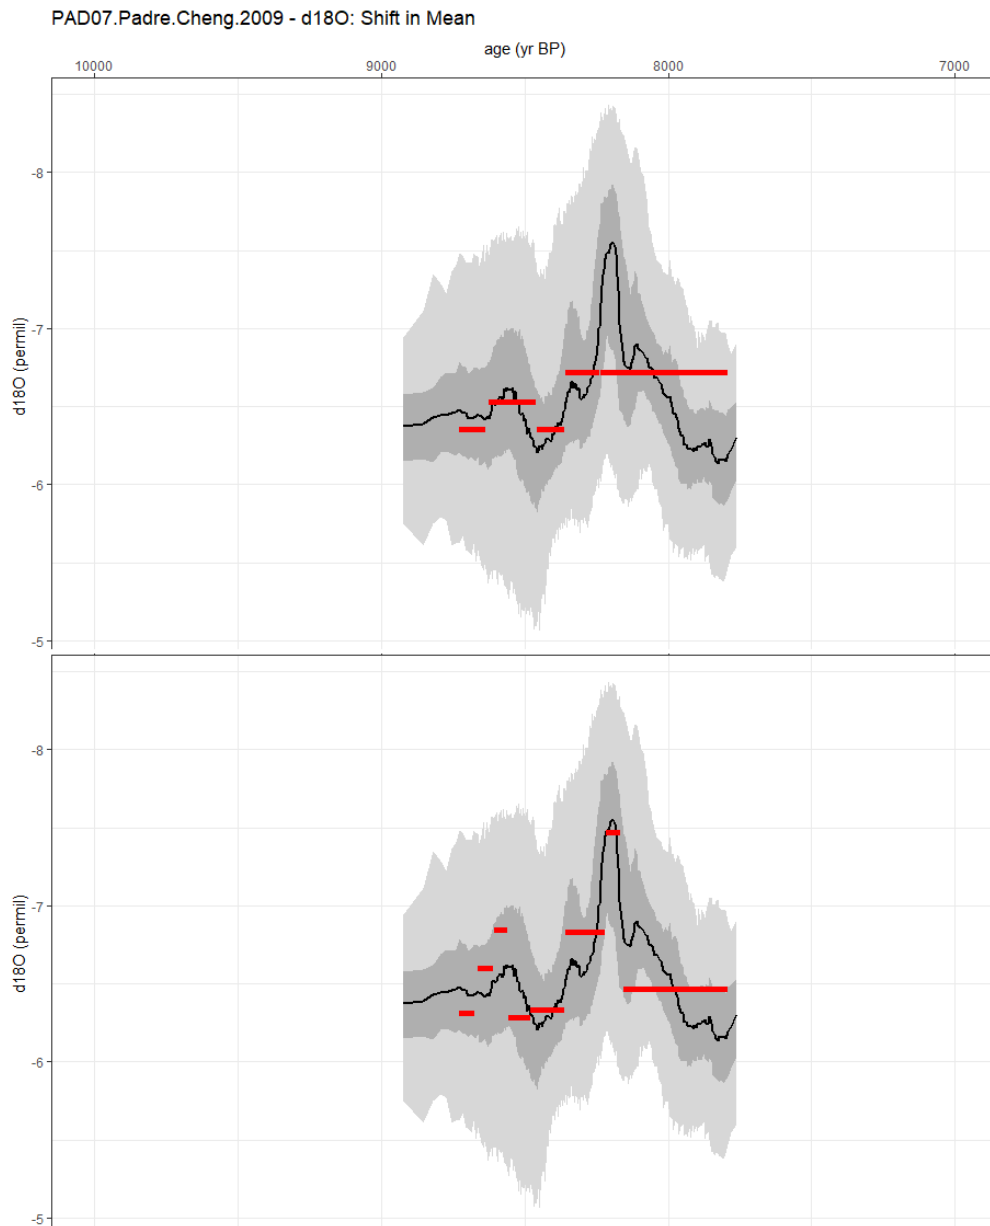 PAD07.Padre.Cheng.2009 - d18O: Shift in Mean
age (yr BP)
10000 9000 8000 7000
-8
-7
d18O (permil)
-6
-5
-8
-7
d18O (permil)
-6
-5